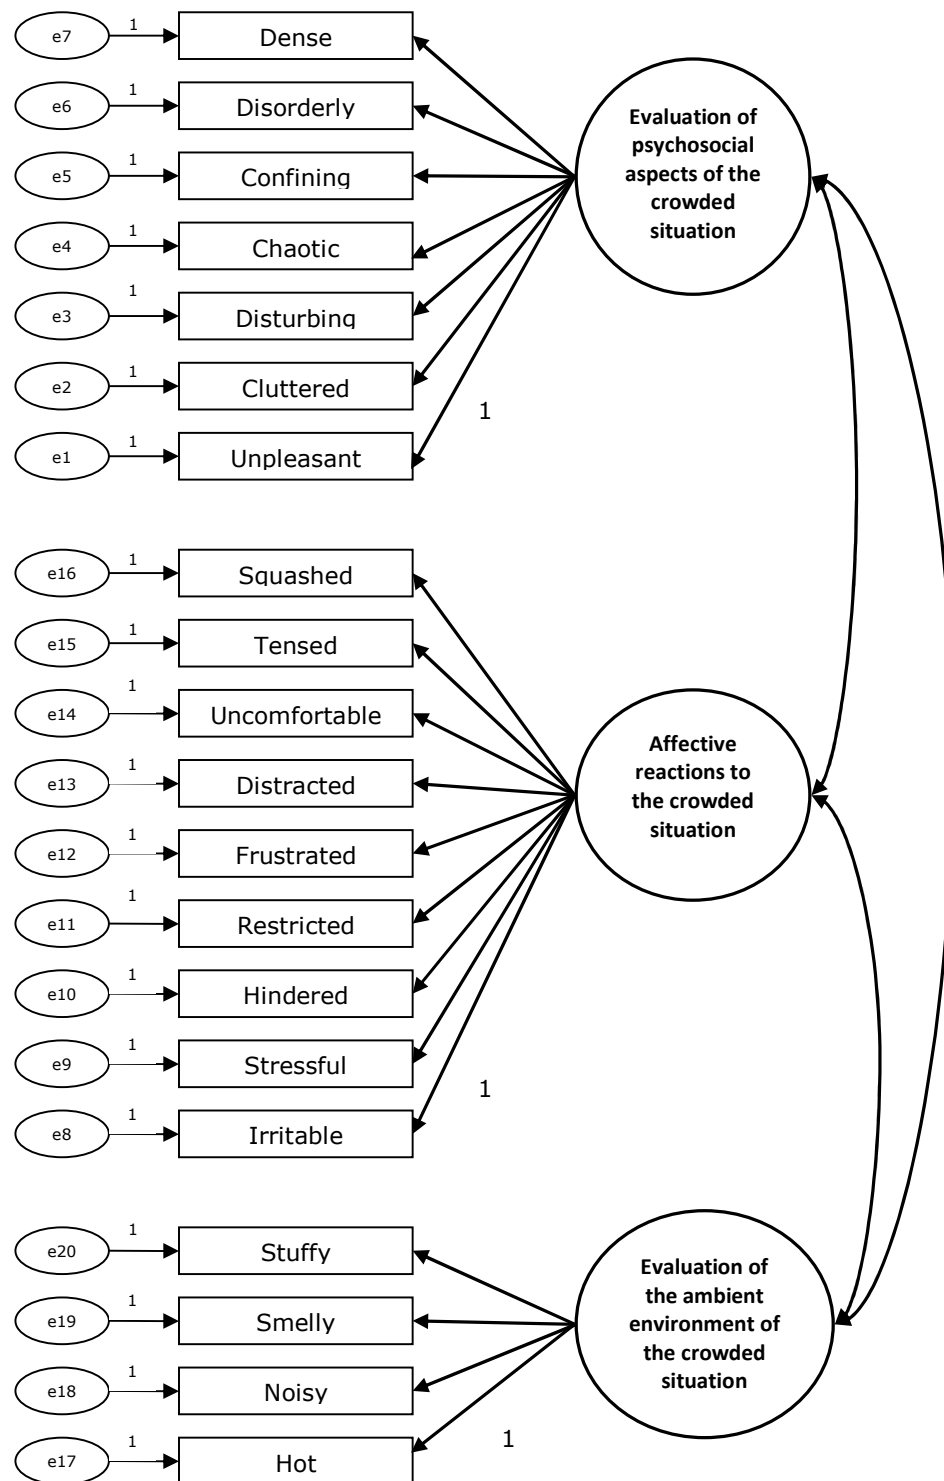 e7 1 Dense
e6 1 Disorderly
e5 1 Confining
e4 1 Chaotic
e3 1 Disturbing
e2 1 Cluttered
e1 1 Unpleasant
1
Evaluation of
psychosocial
aspects of the
crowded
situation
e16 1 Squashed
e15 1 Tensed
e14 1 Uncomfortable
e13 1 Distracted
e12 1 Frustrated
e11 1 Restricted
e10 1 Hindered
e9 1 Stressful
e8 1 Irritable
1
Affective
reactions to
the crowded
situation
e20 1 Stuffy
e19 1 Smelly
e18 1 Noisy
e17 1 Hot
1
Evaluation of
the ambient
environment of
the crowded
situation